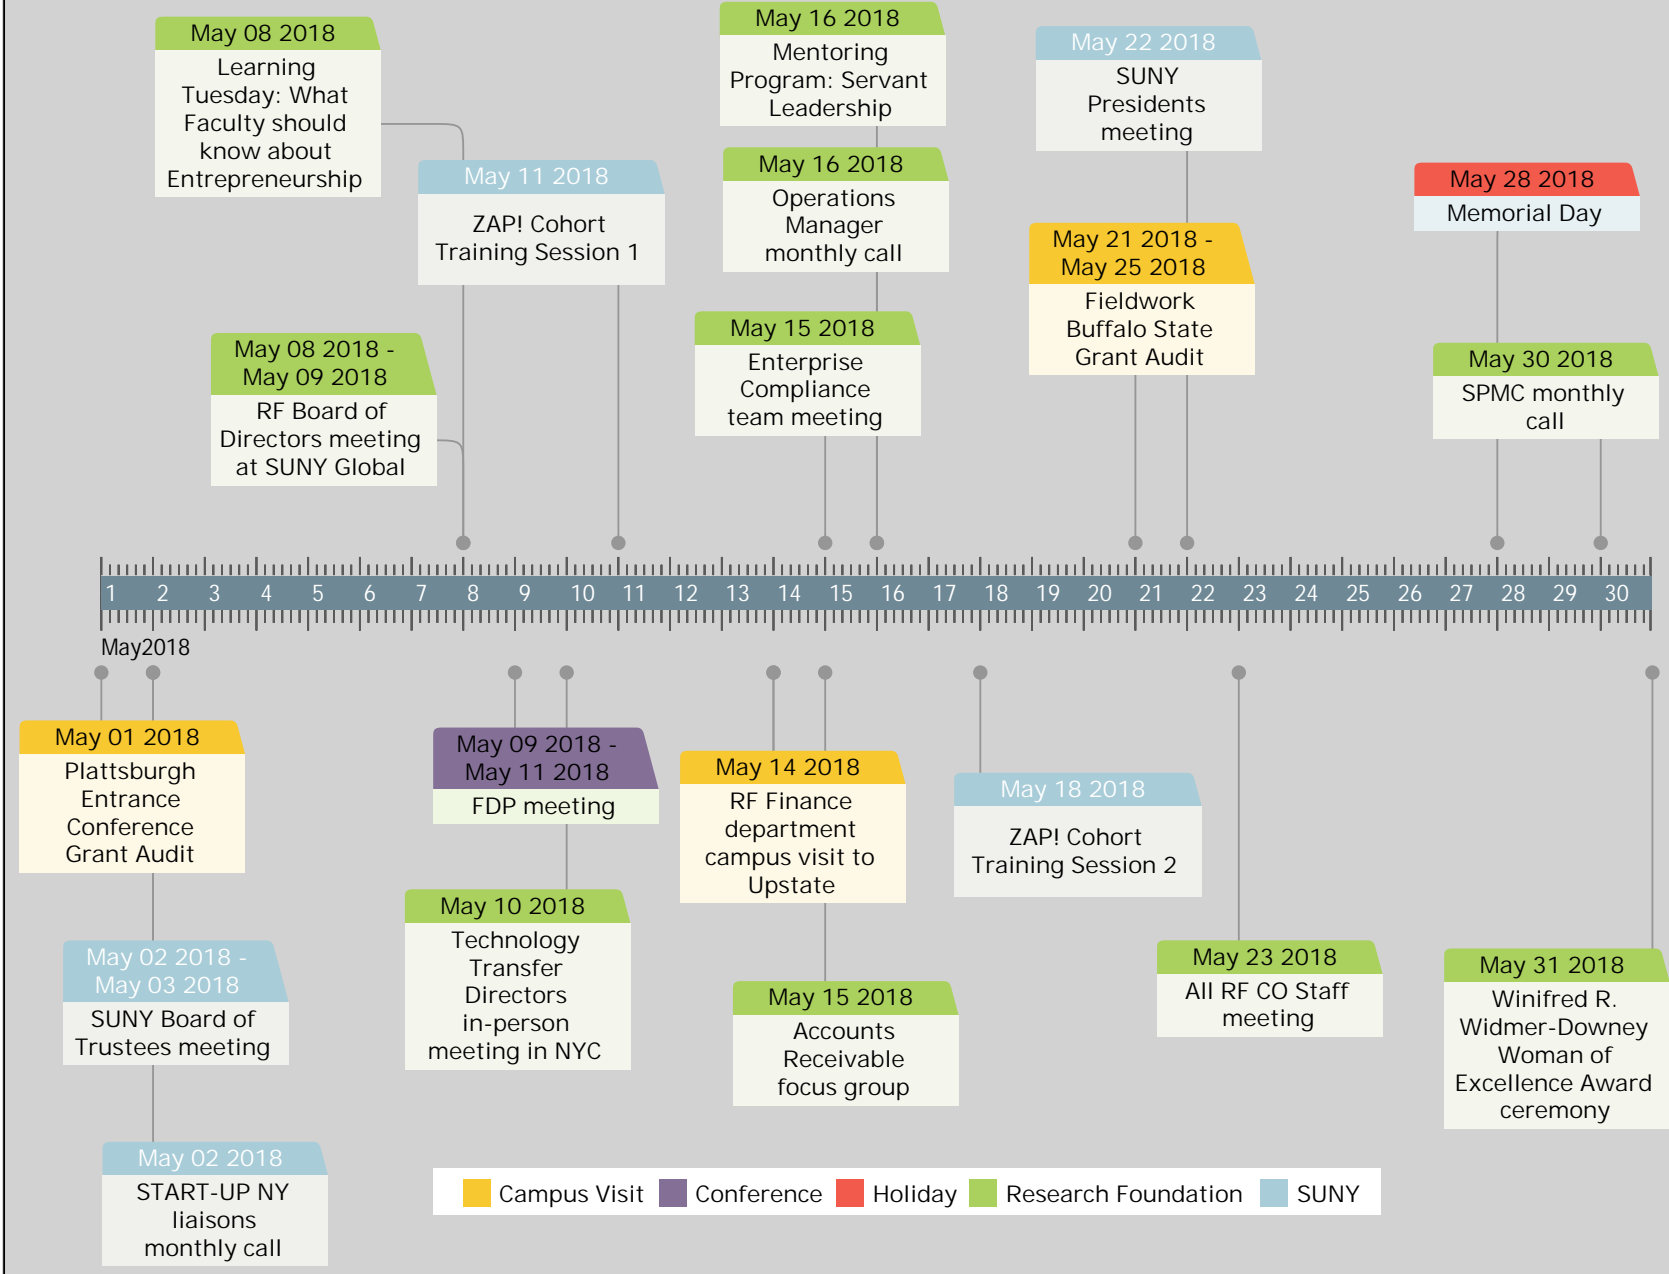 May 08 2018
Learning
Tuesday: What
Faculty should
know about
Entrepreneurship
May 11 2018
ZAP! Cohort
Training Session 1
May 08 2018 -
May 09 2018
RF Board of
Directors meeting
at SUNY Global
May 16 2018
Mentoring
Program: Servant
Leadership
May 16 2018
Operations
Manager
monthly call
May 15 2018
Enterprise
Compliance
team meeting
May 22 2018
SUNY
Presidents
meeting
May 21 2018 -
May 25 2018
Fieldwork
Buffalo State
Grant Audit
May 28 2018
Memorial Day
May 30 2018
SPMC monthly
call
1 2 3 4 5 6 7 8 9 10 11 12 13 14 15 16 17 18 19 20 21 22 23 24 25 26 27 28 29 30
May2018
May 01 2018
Plattsburgh
Entrance
Conference
Grant Audit
May 02 2018 -
May 03 2018
SUNY Board of
Trustees meeting
May 02 2018
START-UP NY
liaisons
monthly call
May 09 2018 -
May 11 2018
FDP meeting
May 10 2018
Technology
Transfer
Directors
in-person
meeting in NYC
May 14 2018
RF Finance
department
campus visit to
Upstate
May 15 2018
Accounts
Receivable
focus group
May 18 2018
ZAP! Cohort
Training Session 2
May 23 2018
All RF CO Staff
meeting
May 31 2018
Winifred R.
Widmer-Downey
Woman of
Excellence Award
ceremony
Campus Visit Conference Holiday Research Foundation SUNY